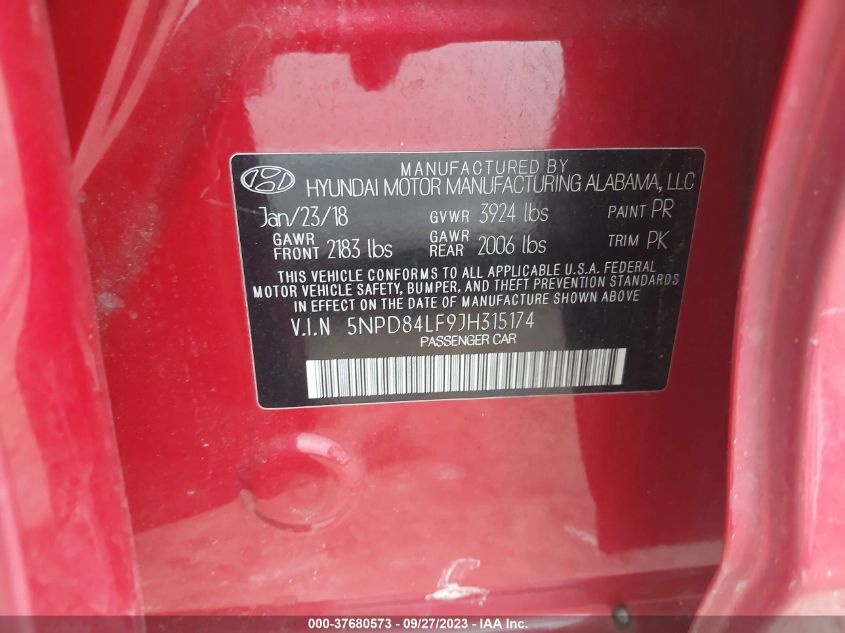 MANUFACTURED BY
HYUNDAI MOTOR MANUFACTURING ALABAMA, LLC
Jan/23/18 GVWR 3924 lbs PAINT PR
GAWR FRONT 2183 lbs GAWR REAR 2006 lbs TRIM PK
THIS VEHICLE CONFORMS TO ALL APPLICABLE U.S.A. FEDERAL
MOTOR VEHICLE SAFETY, BUMPER, AND THEFT PREVENTION STANDARDS
IN EFFECT ON THE DATE OF MANUFACTURE SHOWN ABOVE
V.I.N 5NPD84LF9JH315174
PASSENGER CAR
000-37680573 - 09/27/2023 - IAA Inc.